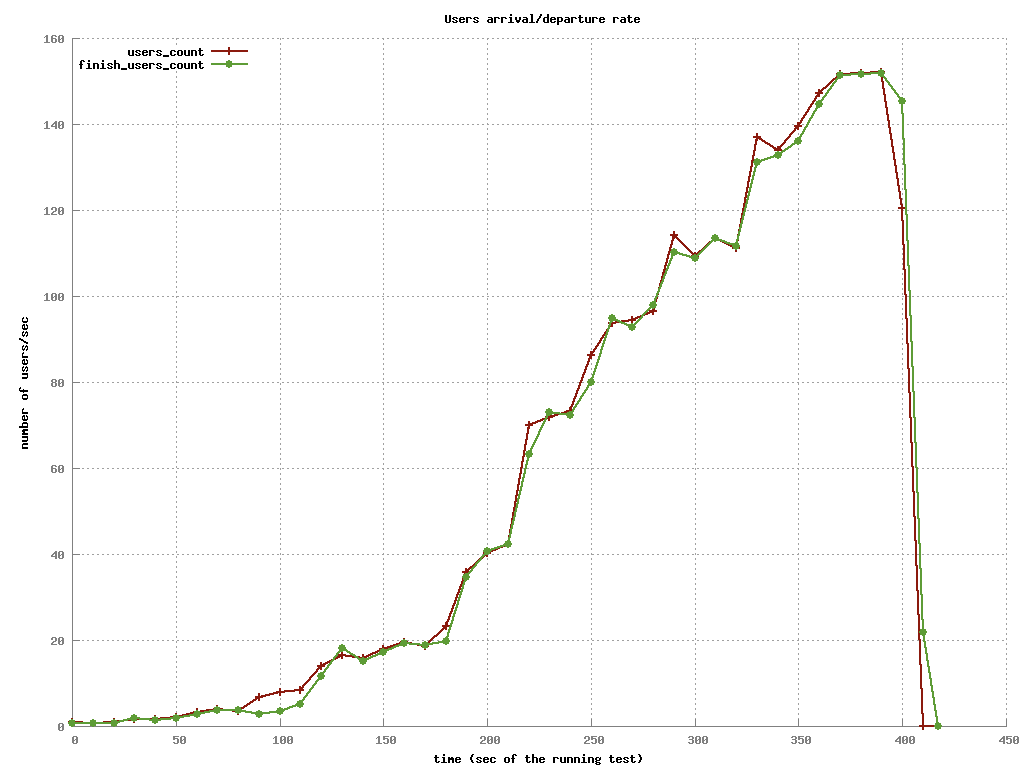 Users arrival/departure rate
users_count
finish_users_count
160
140
120
100
80
60
40
20
0
number of users/sec
0 50 100 150 200 250 300 350 400 450
time (sec of the running test)